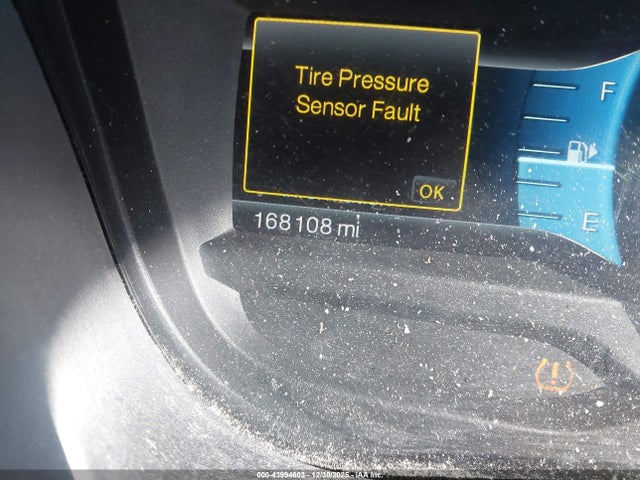 Tire Pressure
Sensor Fault
OK
168108 mi
F
E
000-43994603 - 12/30/2025 - IAA Inc.